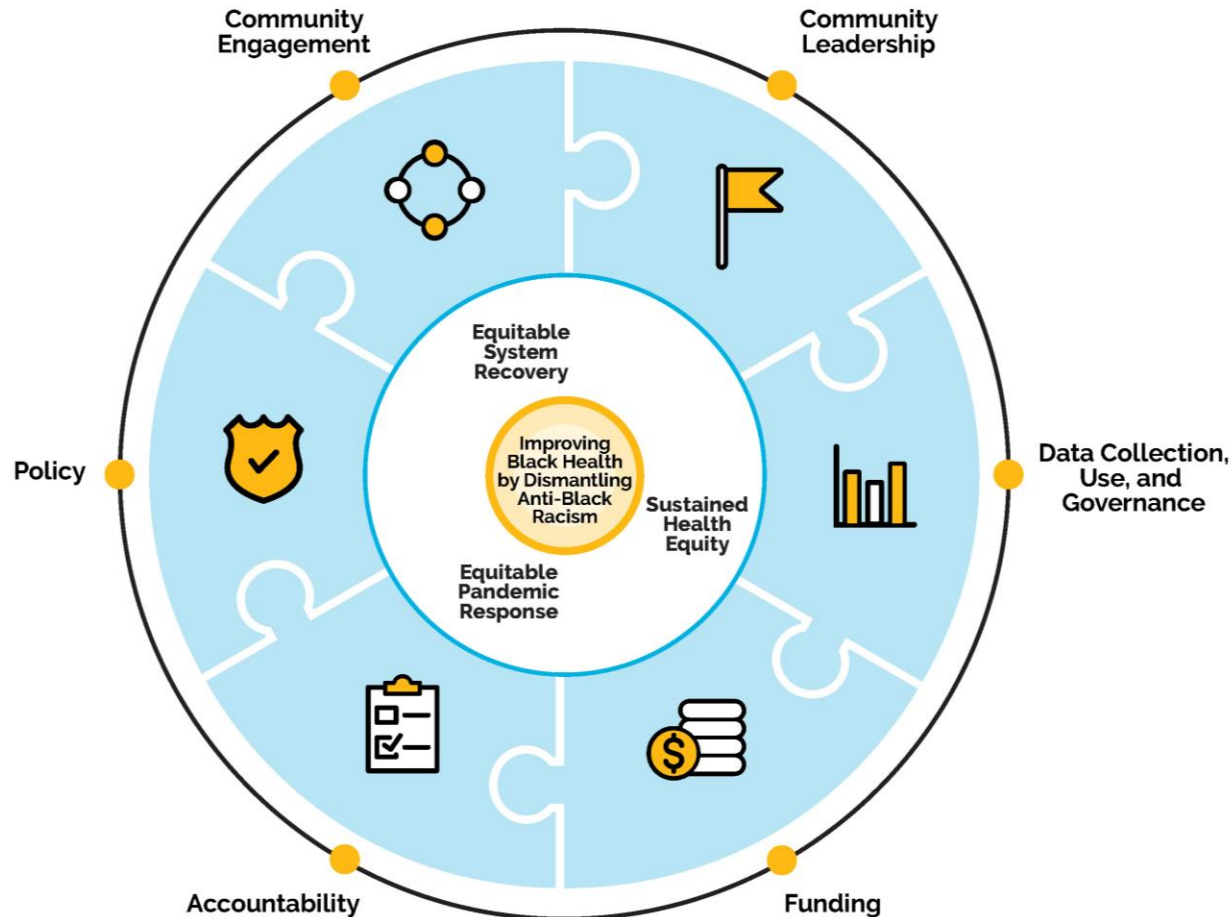 Community
Engagement
Community
Leadership
Equitable
System
Recovery
Improving
Black Health
by Dismantling
Anti-Black
Racism
Policy
Data Collection,
Use, and
Governance
Sustained
Health
Equity
Equitable
Pandemic
Response
$
Accountability
Funding